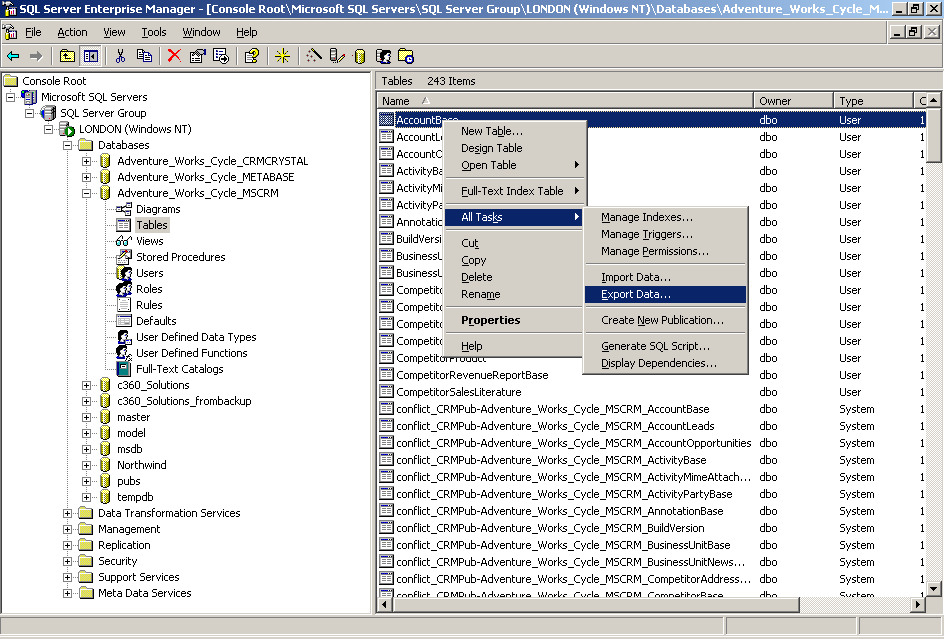 SQL Server Enterprise Manager - [Console Root\Microsoft SQL Servers\SQL Server Group\LONDON (Windows NT)\Databases\Adventure_Works_Cycle_M...
File Action View Tools Window Help
Console Root
Microsoft SQL Servers
SQL Server Group
LONDON (Windows NT)
Databases
Adventure_Works_Cycle_CRMCRYSTAL
Adventure_Works_Cycle_METABASE
Adventure_Works_Cycle_MSCRM
Diagrams
Tables
Views
Stored Procedures
Users
Roles
Rules
Defaults
User Defined Data Types
User Defined Functions
Full-Text Catalogs
c360_Solutions
c360_Solutions_frombackup
master
model
msdb
Northwind
pubs
tempdb
Data Transformation Services
Management
Replication
Security
Support Services
Meta Data Services
Tables 243 Items
Name Owner Type C
AccountBase dbo User 1
AccountL dbo User 1
AccountO dbo User 1
ActivityBa dbo User 1
ActivityMi dbo User 1
ActivityPa dbo User 1
Annotatio dbo User 1
BuildVersi dbo User 1
BusinessU dbo User 1
BusinessU dbo User 1
Competito dbo User 1
Competito dbo User 1
Competito dbo User 1
Competito dbo User 1
CompetitorProduct dbo User 1
CompetitorRevenueReportBase dbo User 1
CompetitorSalesLiterature dbo User 1
conflict_CRMPub-Adventure_Works_Cycle_MSCRM_AccountBase dbo System 1
conflict_CRMPub-Adventure_Works_Cycle_MSCRM_AccountLeads dbo System 1
conflict_CRMPub-Adventure_Works_Cycle_MSCRM_AccountOpportunities dbo System 1
conflict_CRMPub-Adventure_Works_Cycle_MSCRM_ActivityBase dbo System 1
conflict_CRMPub-Adventure_Works_Cycle_MSCRM_ActivityMimeAttach... dbo System 1
conflict_CRMPub-Adventure_Works_Cycle_MSCRM_ActivityPartyBase dbo System 1
conflict_CRMPub-Adventure_Works_Cycle_MSCRM_AnnotationBase dbo System 1
conflict_CRMPub-Adventure_Works_Cycle_MSCRM_BuildVersion dbo System 1
conflict_CRMPub-Adventure_Works_Cycle_MSCRM_BusinessUnitBase dbo System 1
conflict_CRMPub-Adventure_Works_Cycle_MSCRM_BusinessUnitNews... dbo System 1
conflict_CRMPub-Adventure_Works_Cycle_MSCRM_CompetitorAddress... dbo System 1
conflict_CRMPub-Adventure_Works_Cycle_MSCRM_CompetitorBase dbo System 1
New Table...
Design Table
Open Table
Full-Text Index Table
All Tasks
Cut
Copy
Delete
Rename
Properties
Help
Manage Indexes...
Manage Triggers...
Manage Permissions...
Import Data...
Export Data...
Create New Publication...
Generate SQL Script...
Display Dependencies...